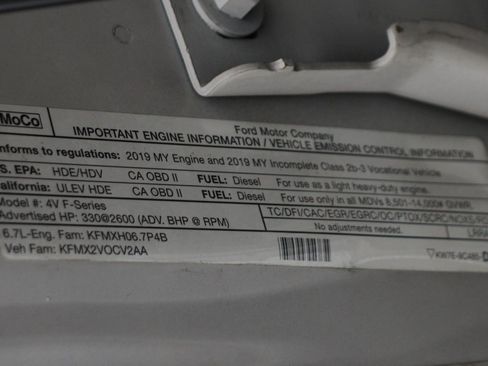 MoCo
Ford Motor Company
IMPORTANT ENGINE INFORMATION / VEHICLE EMISSION CONTROL INFORMATION
nforms to regulations: 2019 MY Engine and 2019 MY Incomplete Class 2b-3 Vocational Vehicle
S. EPA: HDE/HDV CA OBD II FUEL: Diesel For use as a light heavy-duty engine.
alifornia: ULEV HDE CA OBD II FUEL: Diesel For use in all MDVs 8,501-14,000# GVWR.
del #: 4V F-Series TC/DFI/CAC/EGR/EGRC/OC/PTOX/SCRC/NOXS/
Advertised HP: 330@2600 (ADV. BHP @ RPM) No adjustments needed.
6.7L-Eng. Fam: KFMXH06.7P4B
Veh Fam: KFMX2VOCV2AA